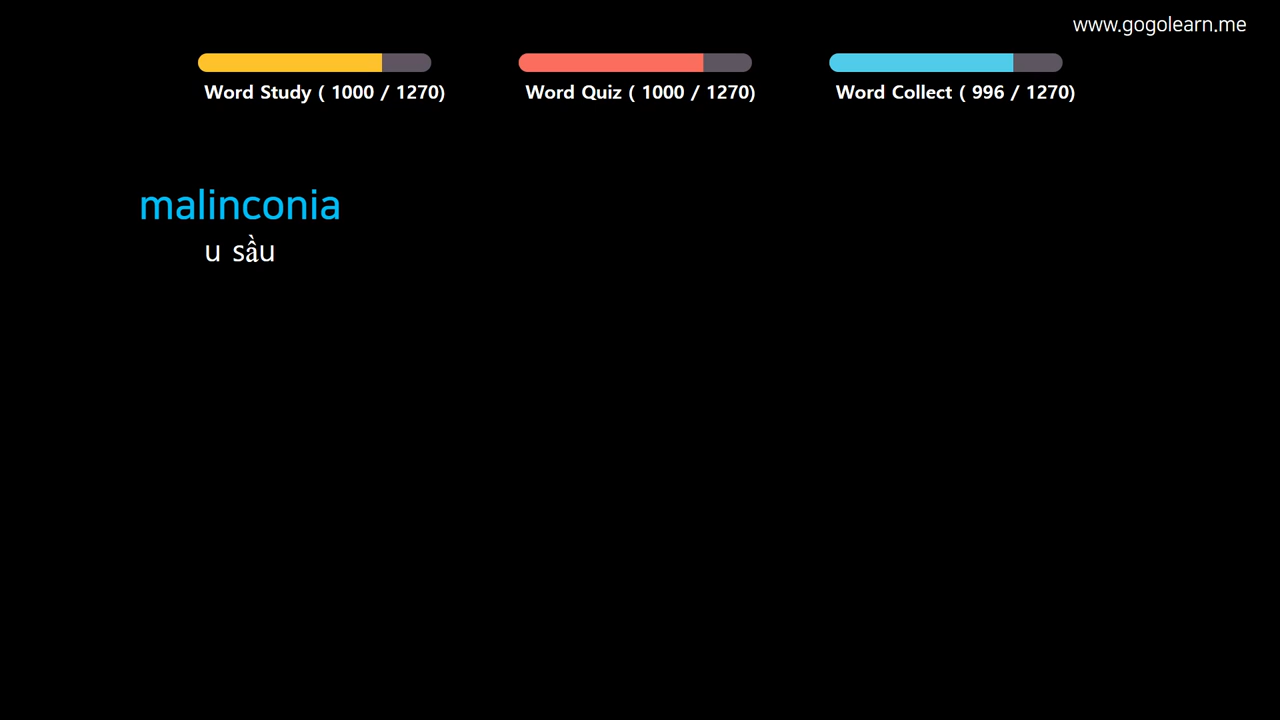 www.gogolearn.me
Word Study ( 1000 / 1270)
Word Quiz ( 1000 / 1270)
Word Collect ( 996 / 1270)
malinconia
u sầu